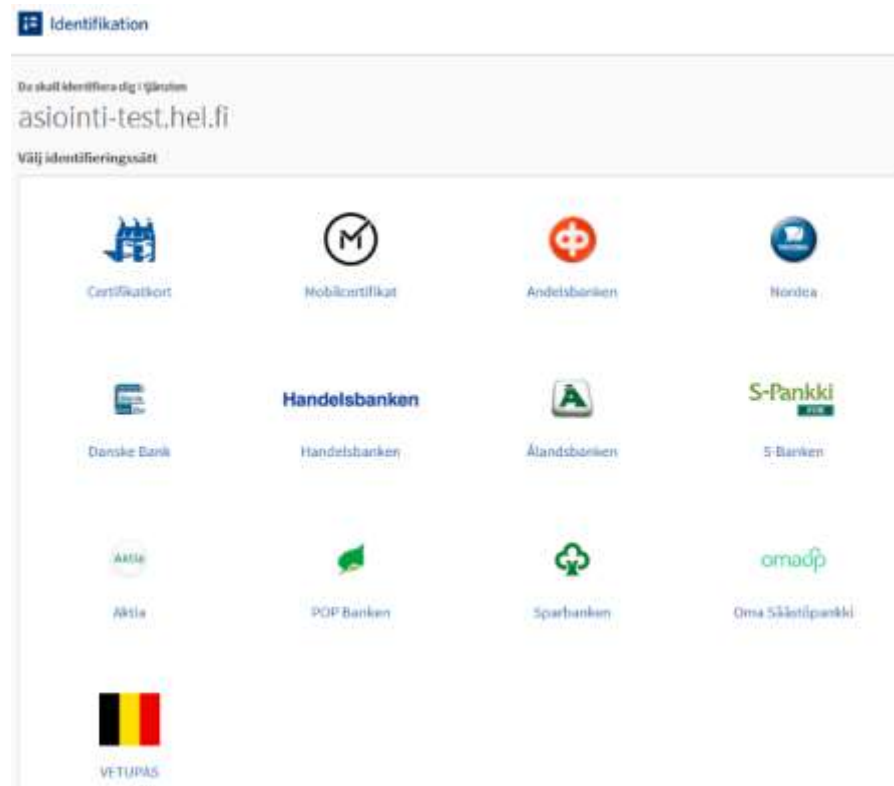 Identifikation
Du skall identifiera dig i tjänsten
asiointi-test.hel.fi
Välj identifieringssätt
Certifikatkort
Mobilcertifikat
Andelsbanken
Nordea
Handelsbanken
S-Pankki
Danske Bank
Handelsbanken
Ålandsbanken
S-Banken
Aktia
omasp
Aktia
POP Banken
Sparbanken
Oma Säästöpankki
VETUPAS